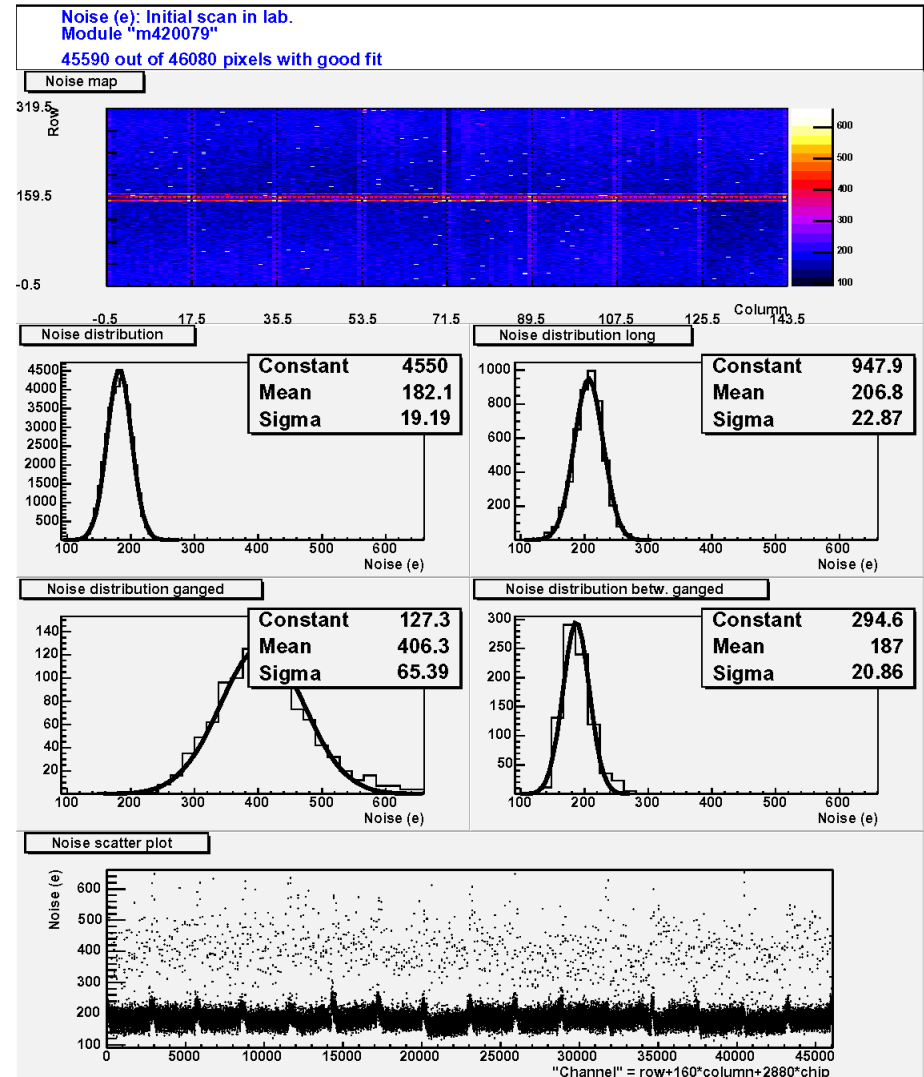 Noise (e): Initial scan in lab.
Module "m420079"
45590 out of 46080 pixels with good fit
Noise map
Row
319.5
159.5
-0.5
600
500
400
300
200
100
Column
-0.5 17.5 35.5 53.5 71.5 89.5 107.5 125.5 143.5
Noise distribution
Constant 4550
Mean 182.1
Sigma 19.19
4500
4000
3500
3000
2500
2000
1500
1000
500
100 200 300 400 500 600
Noise (e)
Noise distribution long
Constant 947.9
Mean 206.8
Sigma 22.87
1000
800
600
400
200
100 200 300 400 500 600
Noise (e)
Noise distribution ganged
Constant 127.3
Mean 406.3
Sigma 65.39
140
120
100
80
60
40
20
100 200 300 400 500 600
Noise (e)
Noise distribution betw. ganged
Constant 294.6
Mean 187
Sigma 20.86
300
250
200
150
100
50
100 200 300 400 500 600
Noise (e)
Noise scatter plot
Noise (e)
600
500
400
300
200
100
0 5000 10000 15000 20000 25000 30000 35000 40000 45000
"Channel" = row+160*column+2880*chip